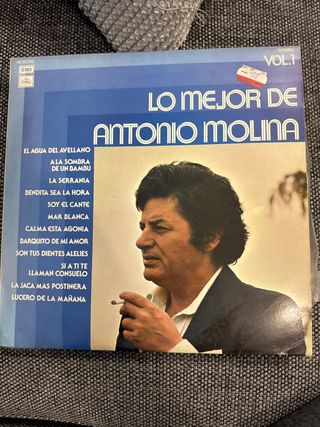 EMI
VOL.1
LO MEJOR DE
ANTONIO MOLINA
EL AGUA DEL AVELLANO
A LA SOMBRA
DE UN BAMBU
LA SERRANIA
BENDITA SEA LA HORA
SOY EL CANTE
MAR BLANCA
CALMA ESTA AGONIA
BARQUITO DE MI AMOR
SON TUS DIENTES ALELIES
SI A TI TE
LLAMAN CONSUELO
LA JACA MAS POSTINERA
LUCERO DE LA MAÑANA